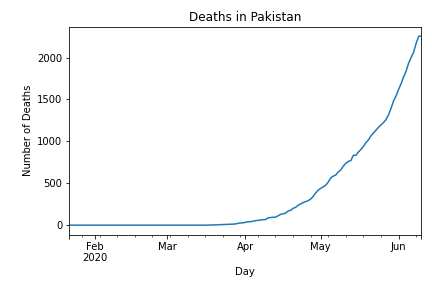 Deaths in Pakistan
Number of Deaths
2000
1500
1000
500
0
Feb
2020
Mar
Apr
May
Jun
Day